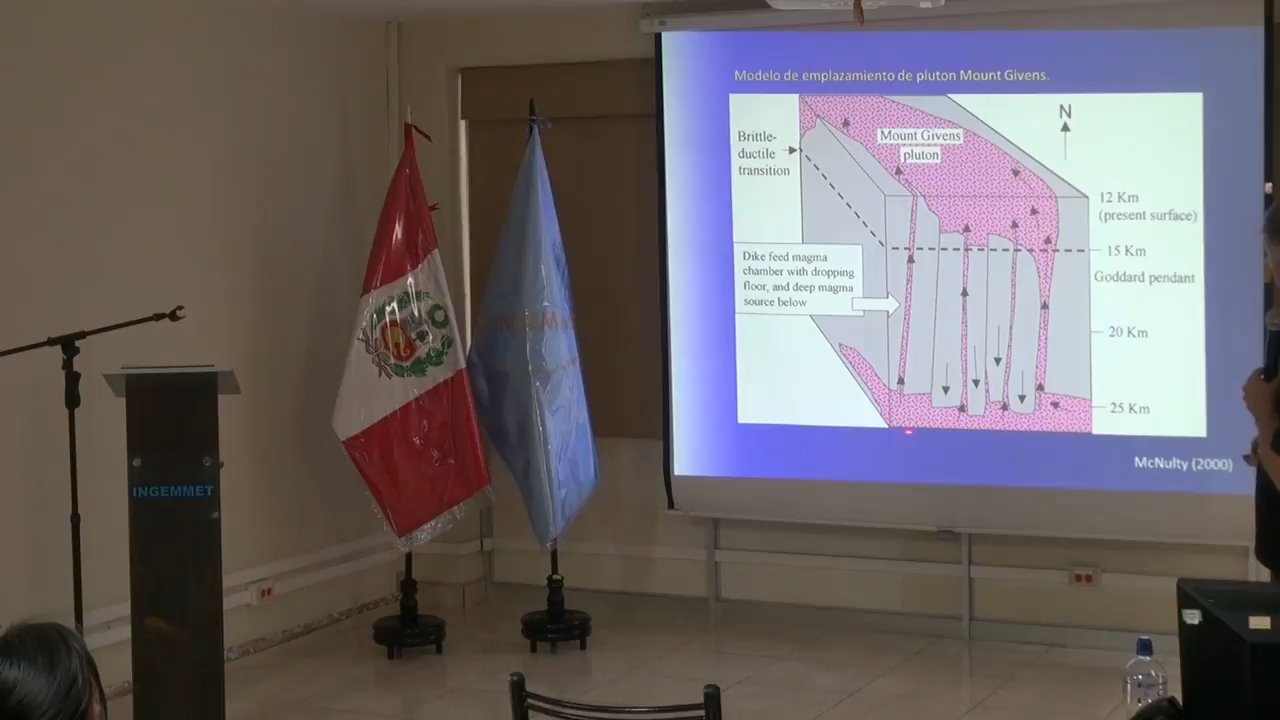 Modelo de emplazamiento de pluton Mount Givens.
N
Brittle-
ductile
transition
Mount Givens
pluton
12 Km
(present surface)
15 Km
Goddard pendant
Dike feed magma
chamber with dropping
floor, and deep magma
source below
20 Km
25 Km
McNulty (2000)
INGEMMET